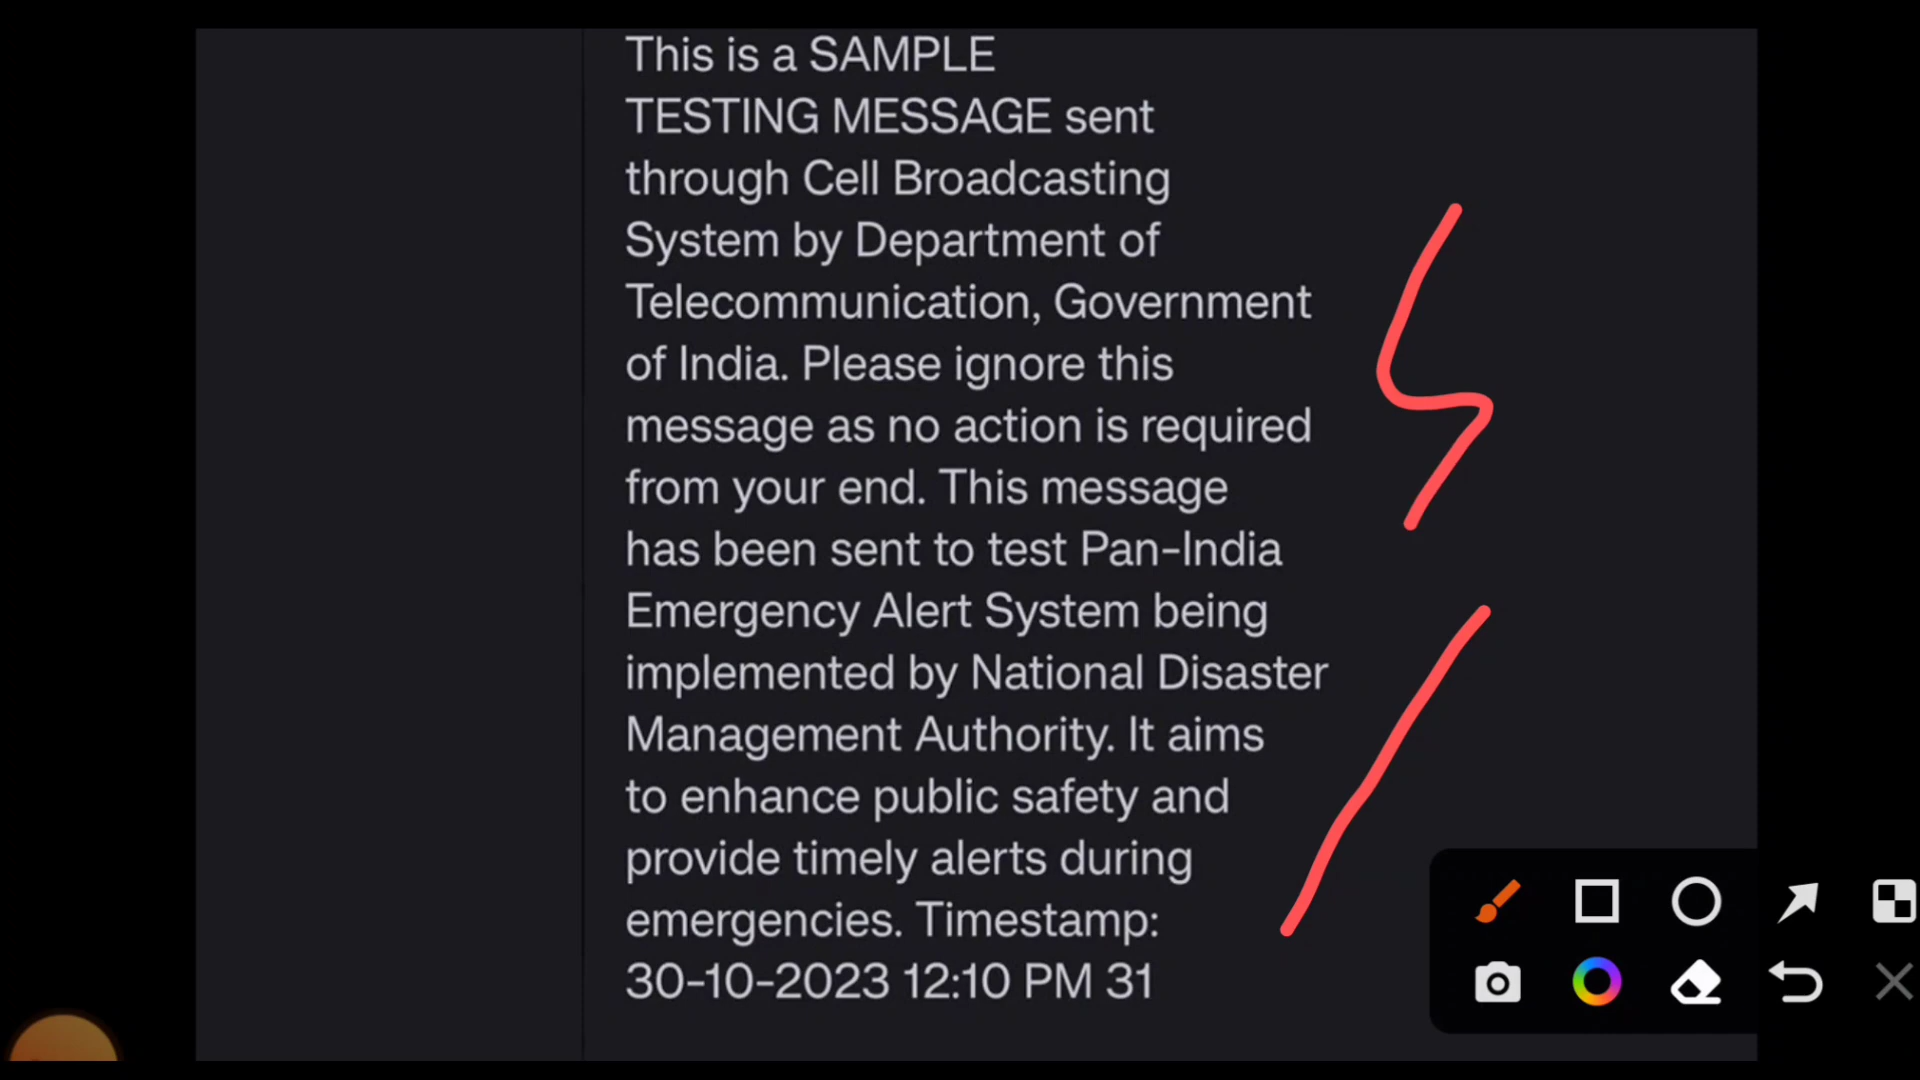 This is a SAMPLE
TESTING MESSAGE sent
through Cell Broadcasting
System by Department of
Telecommunication, Government
of India. Please ignore this
message as no action is required
from your end. This message
has been sent to test Pan-India
Emergency Alert System being
implemented by National Disaster
Management Authority. It aims
to enhance public safety and
provide timely alerts during
emergencies. Timestamp:
30-10-2023 12:10 PM 31